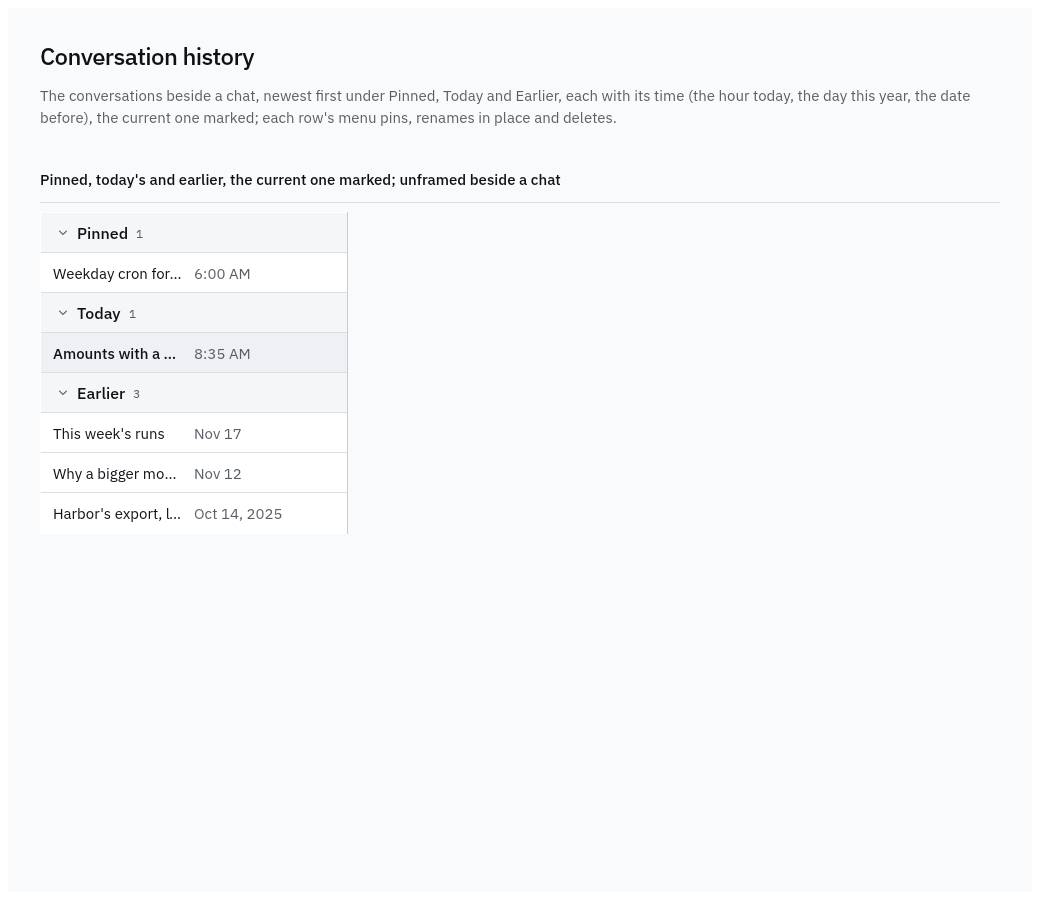 Conversation history
The conversations beside a chat, newest first under Pinned, Today and Earlier, each with its time (the hour today, the day this year, the date
before), the current one marked; each row's menu pins, renames in place and deletes.
Pinned, today's and earlier, the current one marked; unframed beside a chat
Pinned 1
Weekday cron for... 6:00 AM
Today 1
Amounts with a ... 8:35 AM
Earlier 3
This week's runs Nov 17
Why a bigger mo... Nov 12
Harbor's export, l... Oct 14, 2025